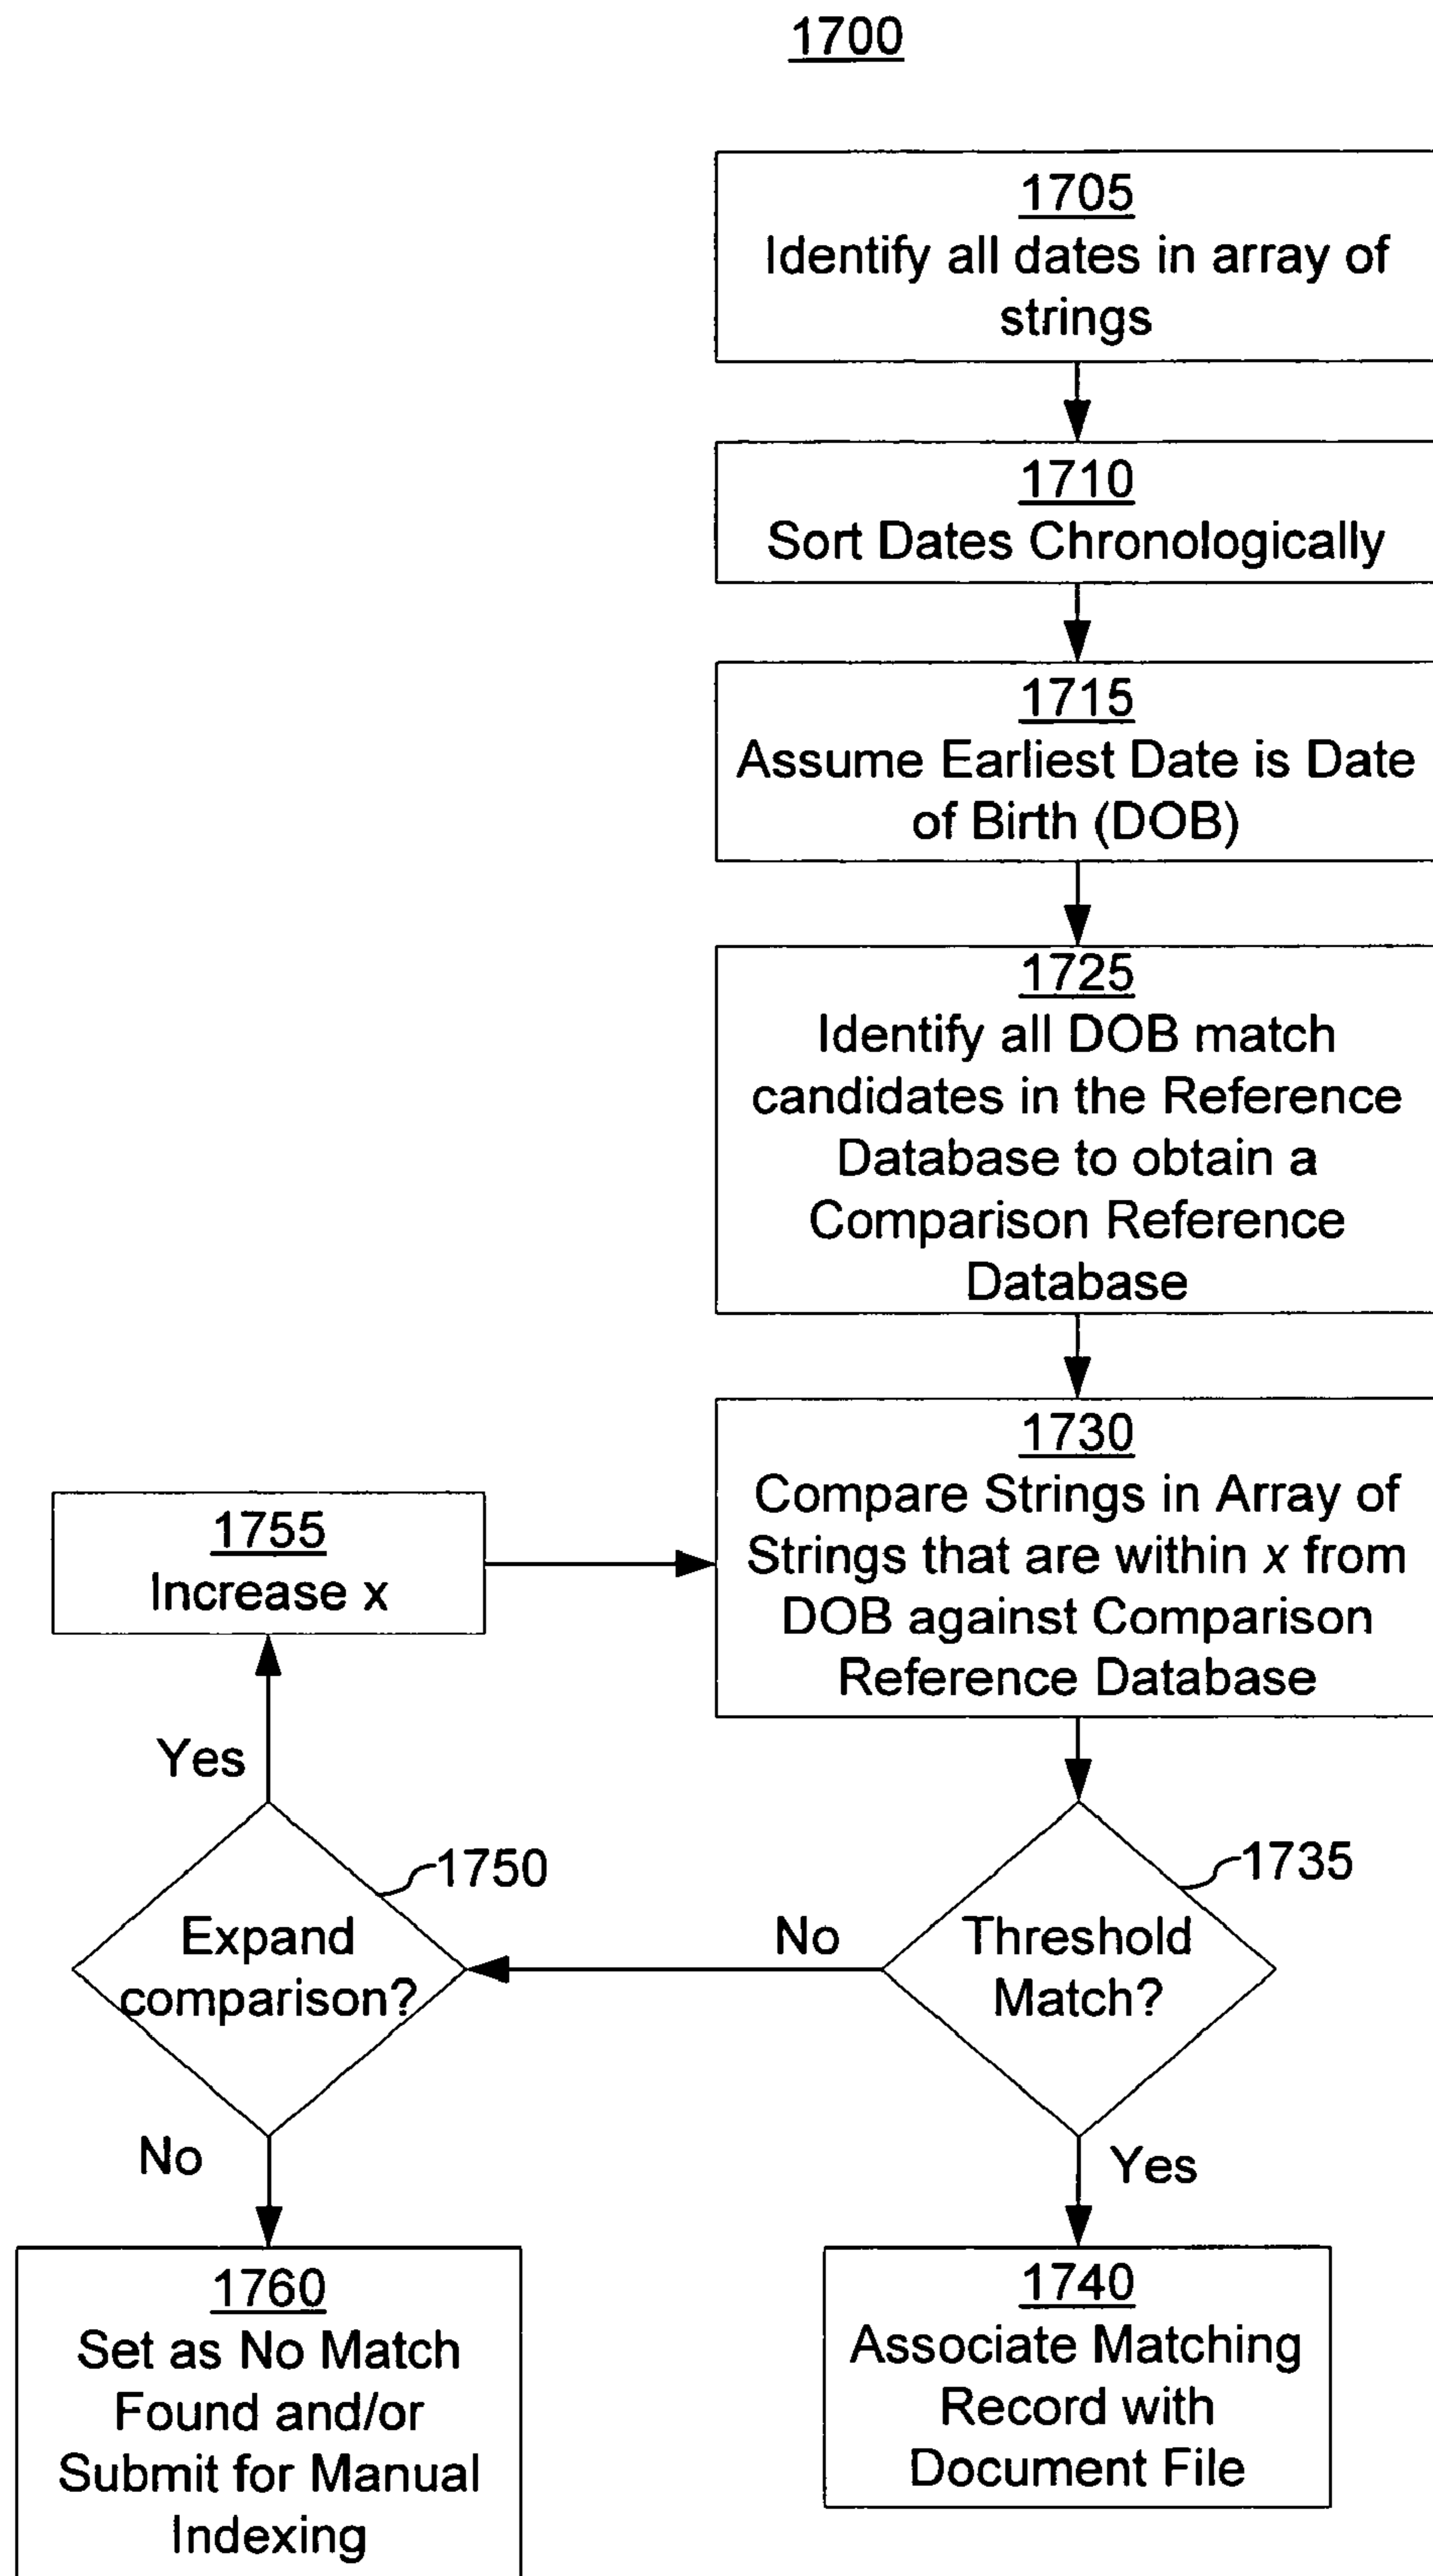 1700
1705
Identify all dates in array of
strings
1710
Sort Dates Chronologically
1715
Assume Earliest Date is Date
of Birth (DOB)
1725
Identify all DOB match
candidates in the Reference
Database to obtain a
Comparison Reference
Database
1730
Compare Strings in Array of
Strings that are within x from
DOB against Comparison
Reference Database
1755
Increase x
Yes
1750
Expand
comparison?
No
1735
Threshold
Match?
No
Yes
1760
Set as No Match
Found and/or
Submit for Manual
Indexing
1740
Associate Matching
Record with
Document File